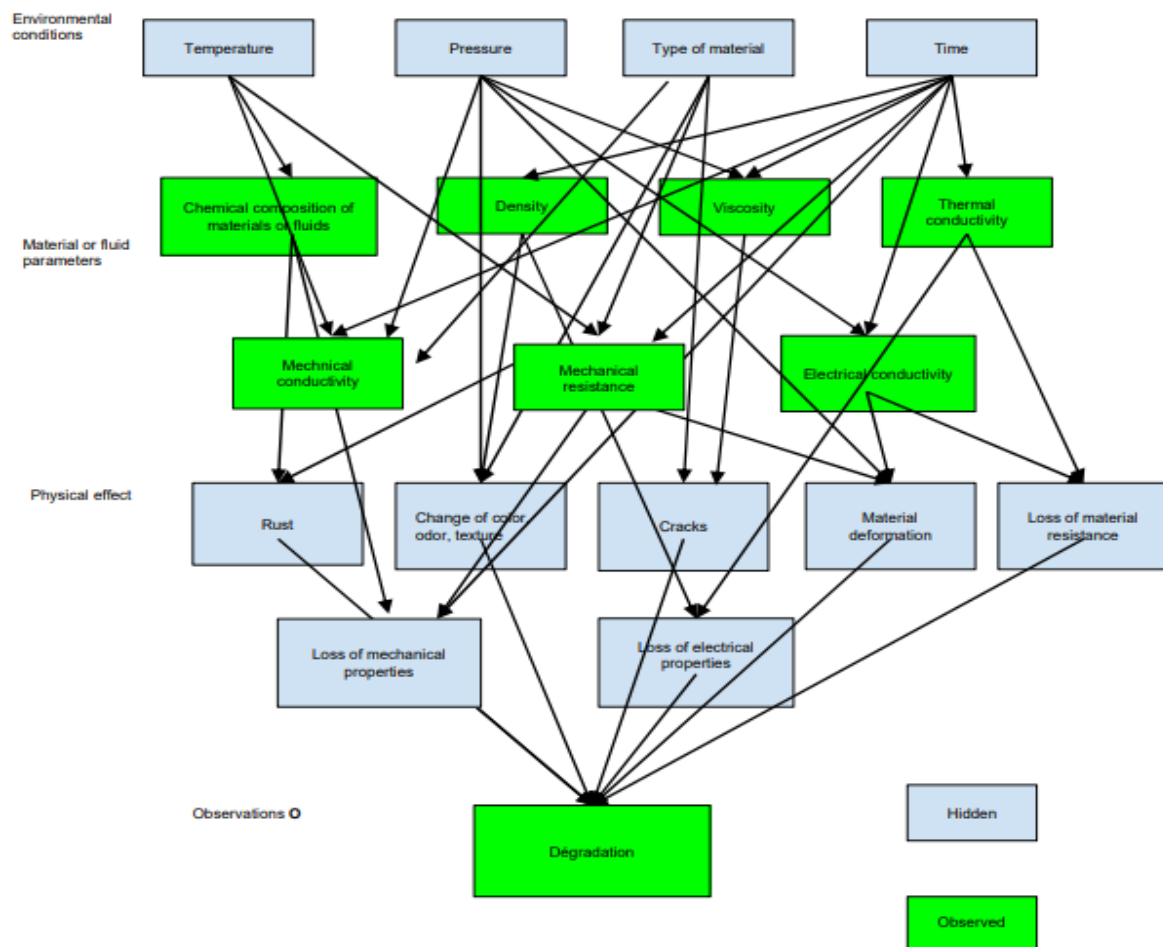 Environmental
conditions
Temperature
Pressure
Type of material
Time
Chemical composition of
materials or fluids
Density
Viscosity
Thermal
conductivity
Material or fluid
parameters
Mechnical
conductivity
Mechanical
resistance
Electrical conductivity
Physical effect
Rust
Change of color,
odor, texture
Cracks
Material
deformation
Loss of material
resistance
Loss of mechanical
properties
Loss of electrical
properties
Observations O
Hidden
Dégradation
Observed